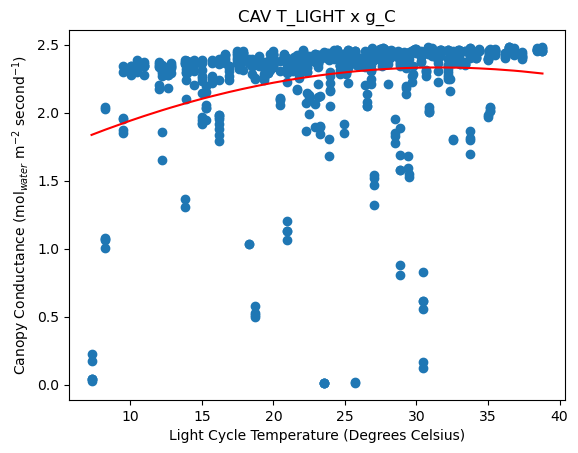 CAV T_LIGHT x g_C
2.5
2.0
1.5
1.0
0.5
0.0
Canopy Conductance (mol_water m⁻² second⁻¹)
10 15 20 25 30 35 40
Light Cycle Temperature (Degrees Celsius)